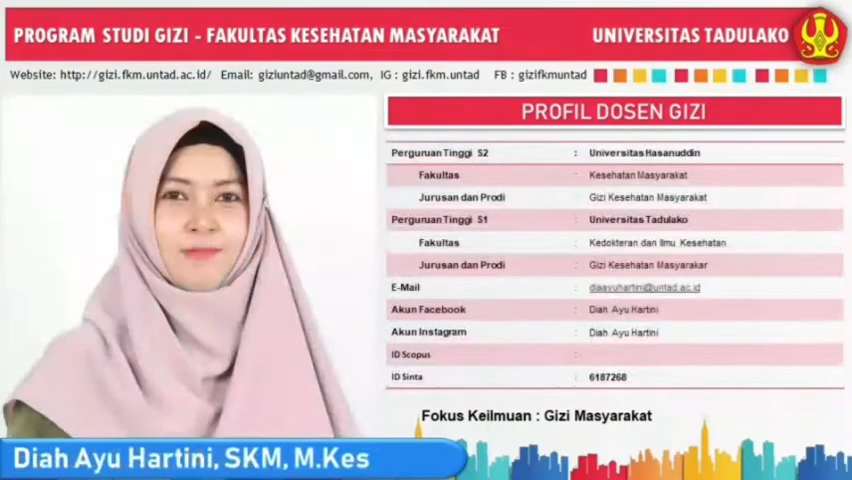 PROGRAM STUDI GIZI - FAKULTAS KESEHATAN MASYARAKAT UNIVERSITAS TADULAKO
Website: http://gizi.fkm.untad.ac.id/ Email: giziuntad@gmail.com, IG : gizi.fkm.untad FB : gizifkmuntad
PROFIL DOSEN GIZI
Perguruan Tinggi S2 : Universitas Hasanuddin
Fakultas : Kesehatan Masyarakat
Jurusan dan Prodi : Gizi Kesehatan Masyarakat
Perguruan Tinggi S1 : Universitas Tadulako
Fakultas : Kedokteran dan Ilmu Kesehatan
Jurusan dan Prodi : Gizi Kesehatan Masyarakar
E-Mail : diaayuhartini@untad.ac.id
Akun Facebook : Diah Ayu Hartini
Akun Instagram : Diah Ayu Hartini
ID Scopus :
ID Sinta : 6187268
Fokus Keilmuan : Gizi Masyarakat
Diah Ayu Hartini, SKM, M.Kes